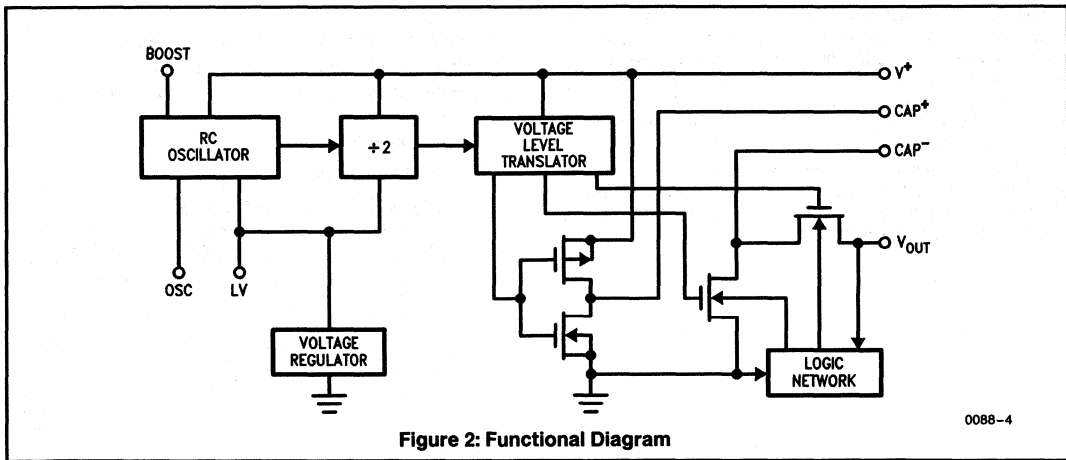 BOOST
V+
CAP+
RC
OSCILLATOR
÷2
VOLTAGE
LEVEL
TRANSLATOR
CAP-
VOUT
OSC
LV
VOLTAGE
REGULATOR
LOGIC
NETWORK
0088-4
Figure 2: Functional Diagram